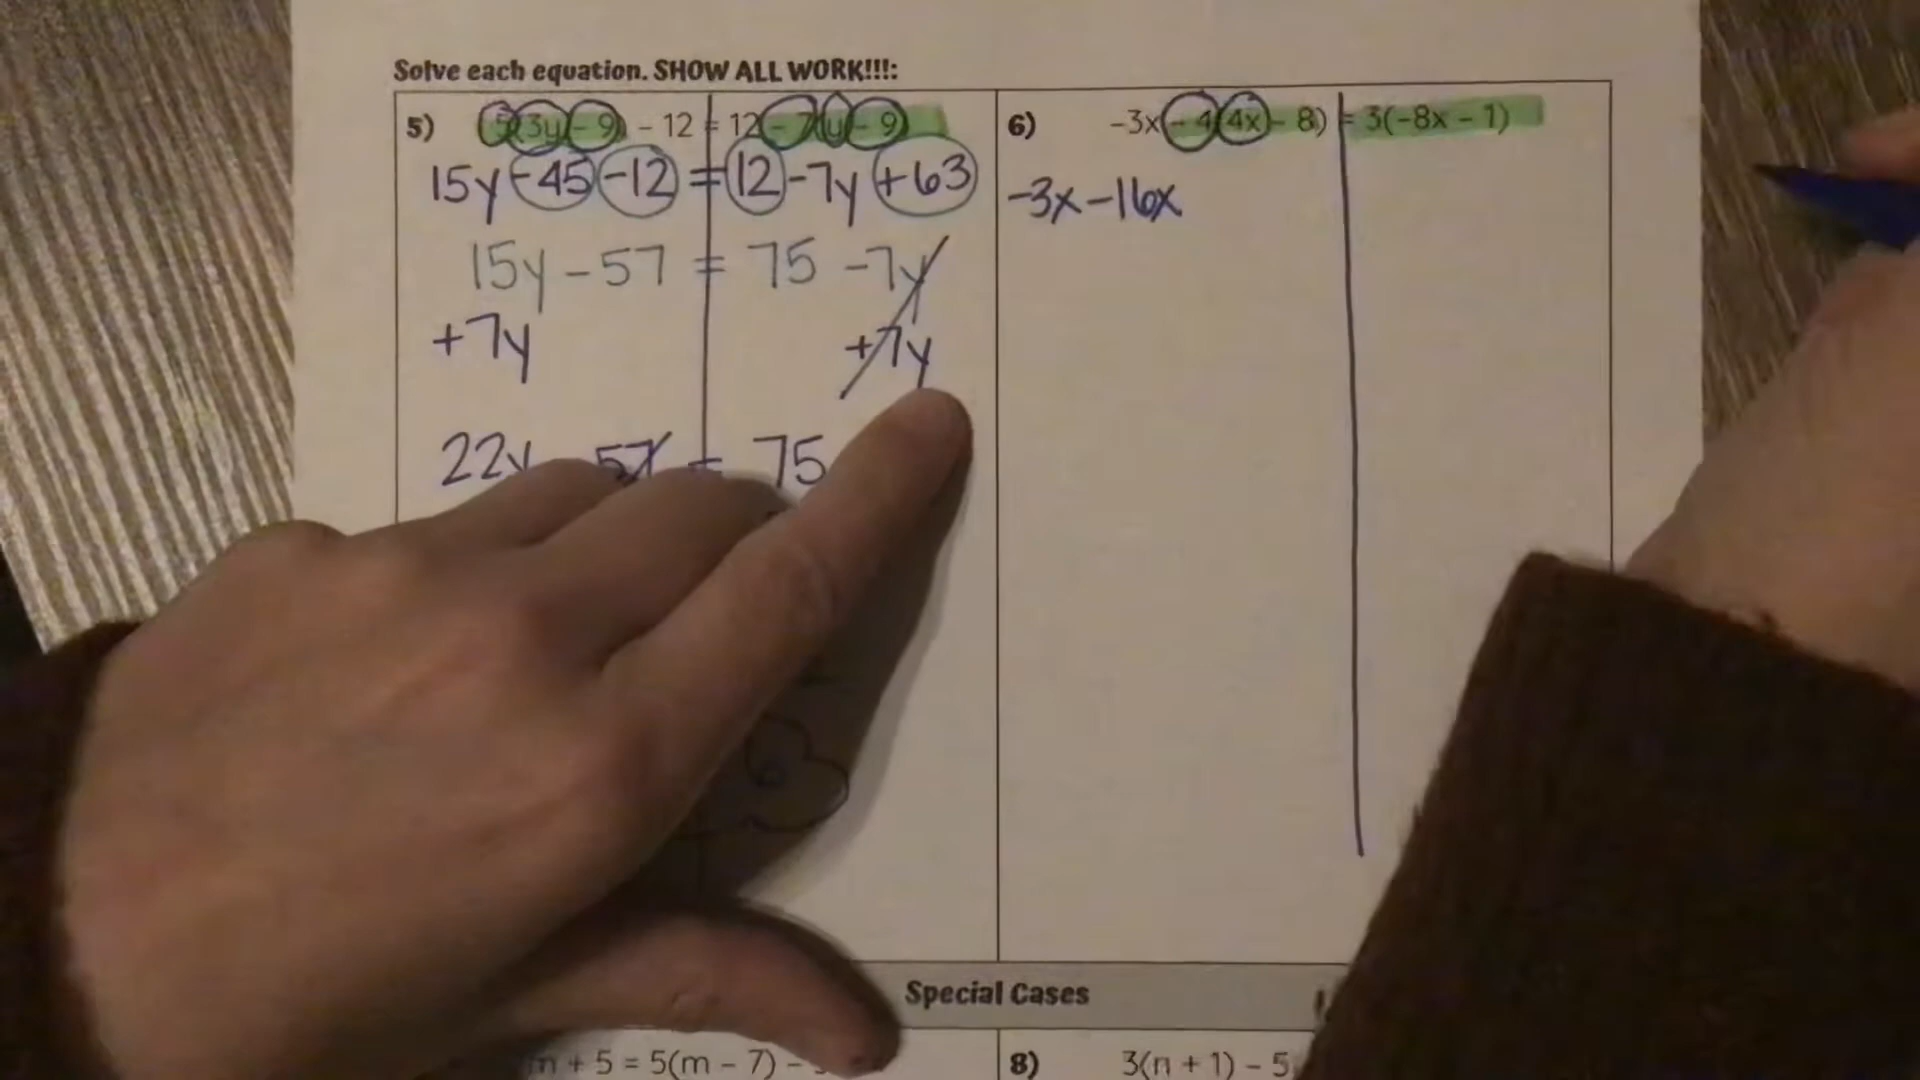 Solve each equation. SHOW ALL WORK!!!:
5) 5(3y - 9) - 12 = 12 - 7(y - 9)
15y - 45 - 12 = 12 - 7y + 63
15y - 57 = 75 - 7y
+7y +7y
22y - 57 = 75
6) -3x - 4(4x - 8) = 3(-8x - 1)
-3x - 16x
Special Cases
+ 5 = 5(m - 7) -
8) 3(n + 1) - 5